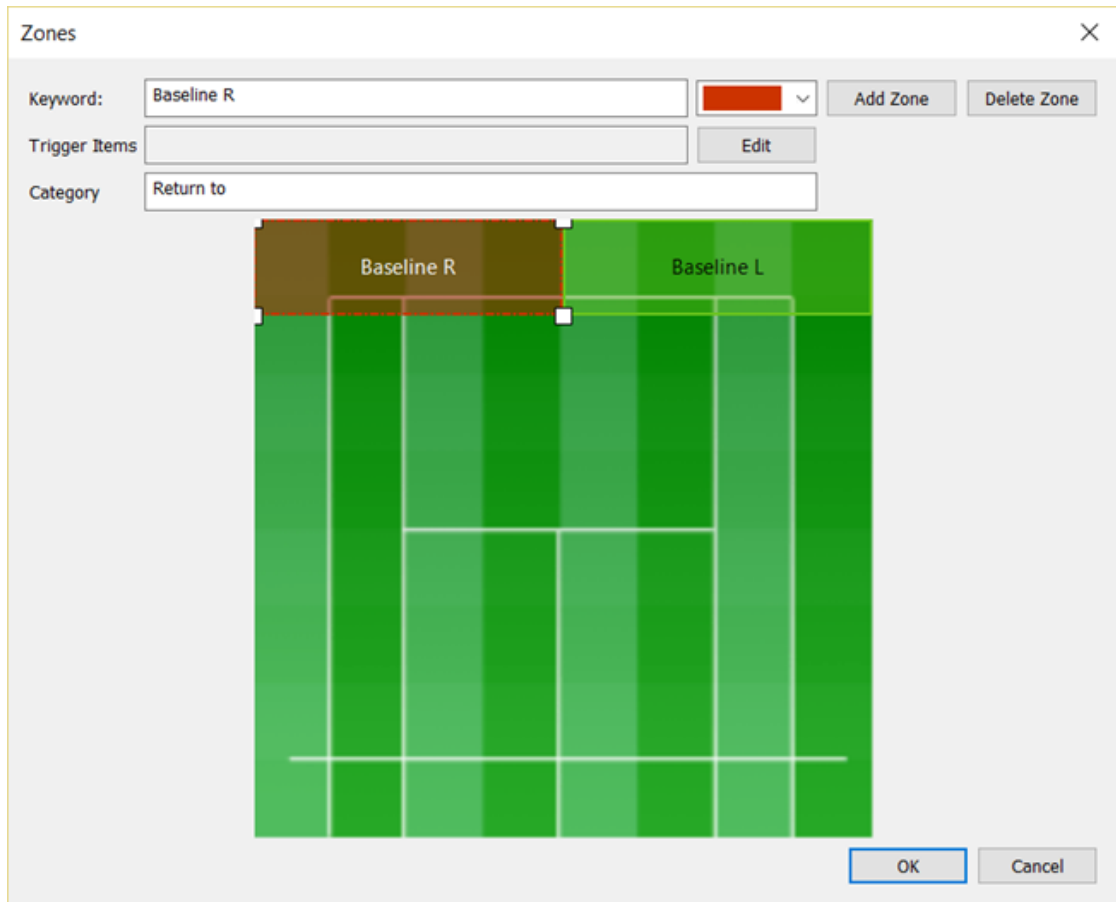 Zones
Keyword: Baseline R Add Zone Delete Zone
Trigger Items Edit
Category Return to
Baseline R Baseline L
OK Cancel